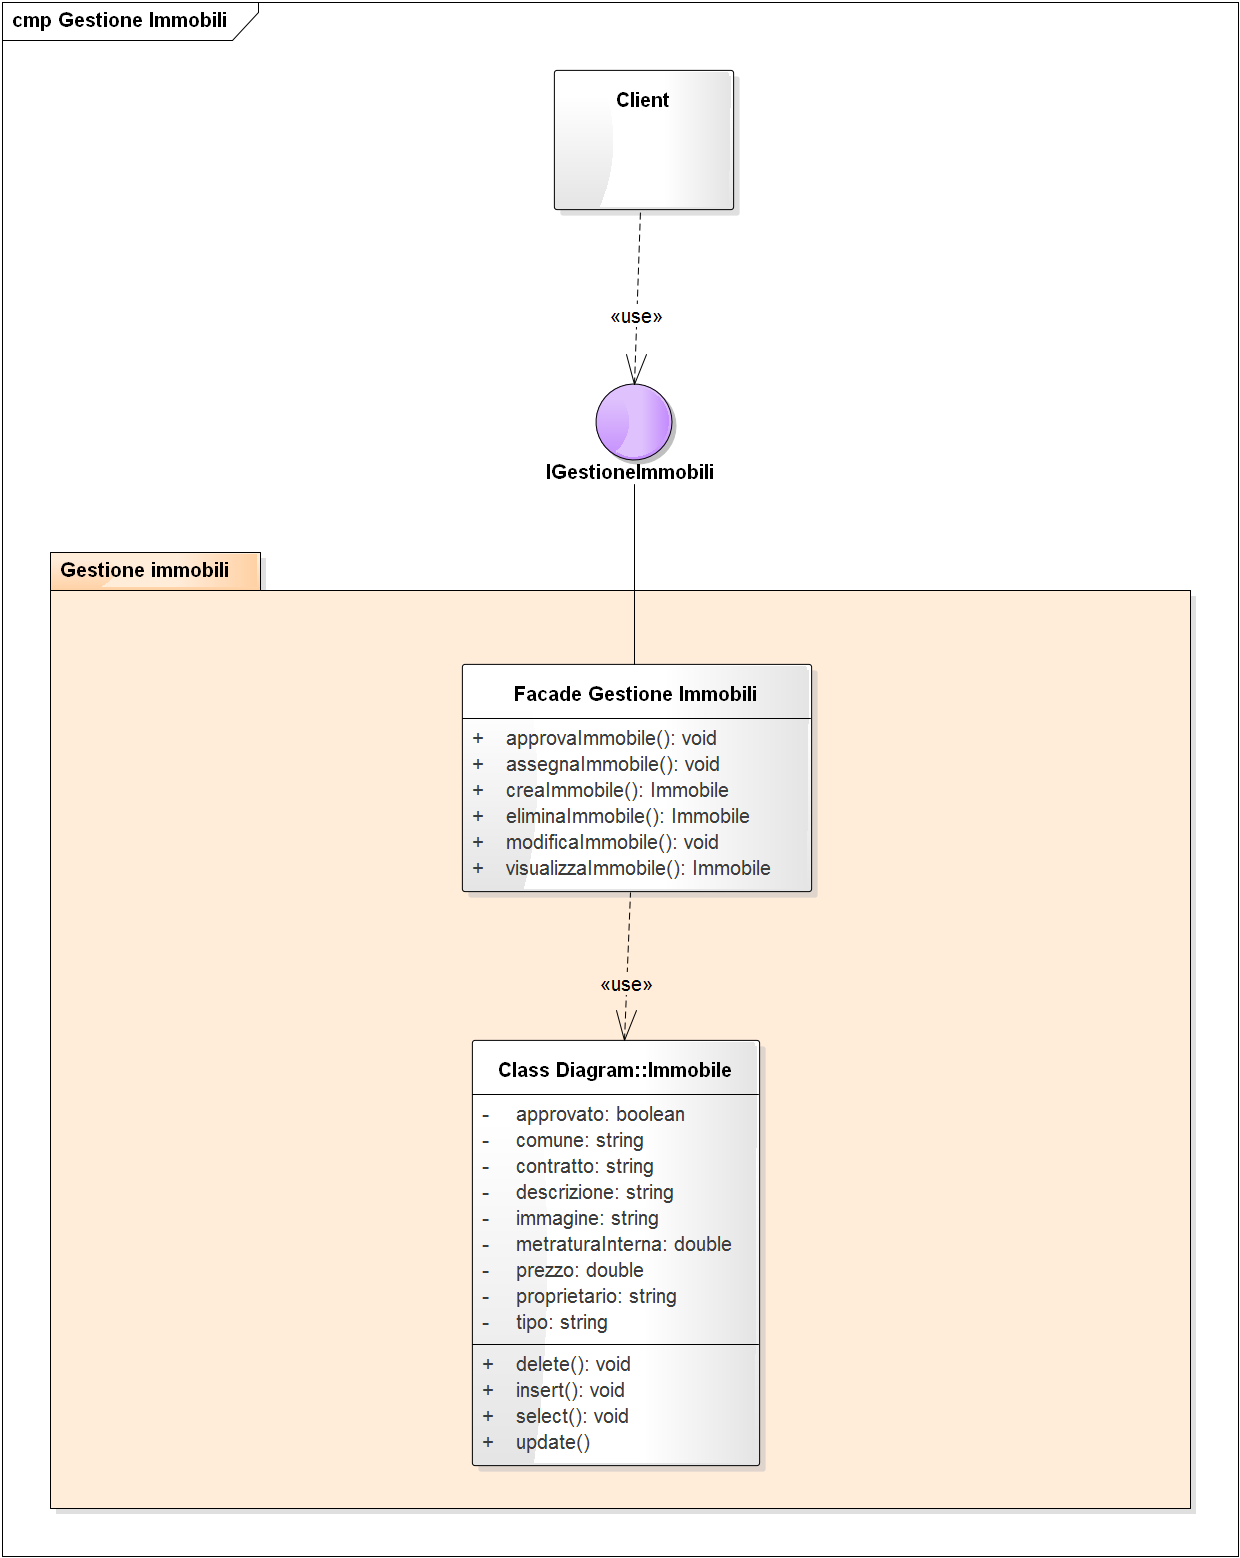 cmp Gestione Immobili
Client
«use»
IGestioneImmobili
Gestione immobili
Facade Gestione Immobili
+ approvaImmobile(): void
+ assegnaImmobile(): void
+ creaImmobile(): Immobile
+ eliminaImmobile(): Immobile
+ modificaImmobile(): void
+ visualizzaImmobile(): Immobile
«use»
Class Diagram::Immobile
- approvato: boolean
- comune: string
- contratto: string
- descrizione: string
- immagine: string
- metraturaInterna: double
- prezzo: double
- proprietario: string
- tipo: string
+ delete(): void
+ insert(): void
+ select(): void
+ update()